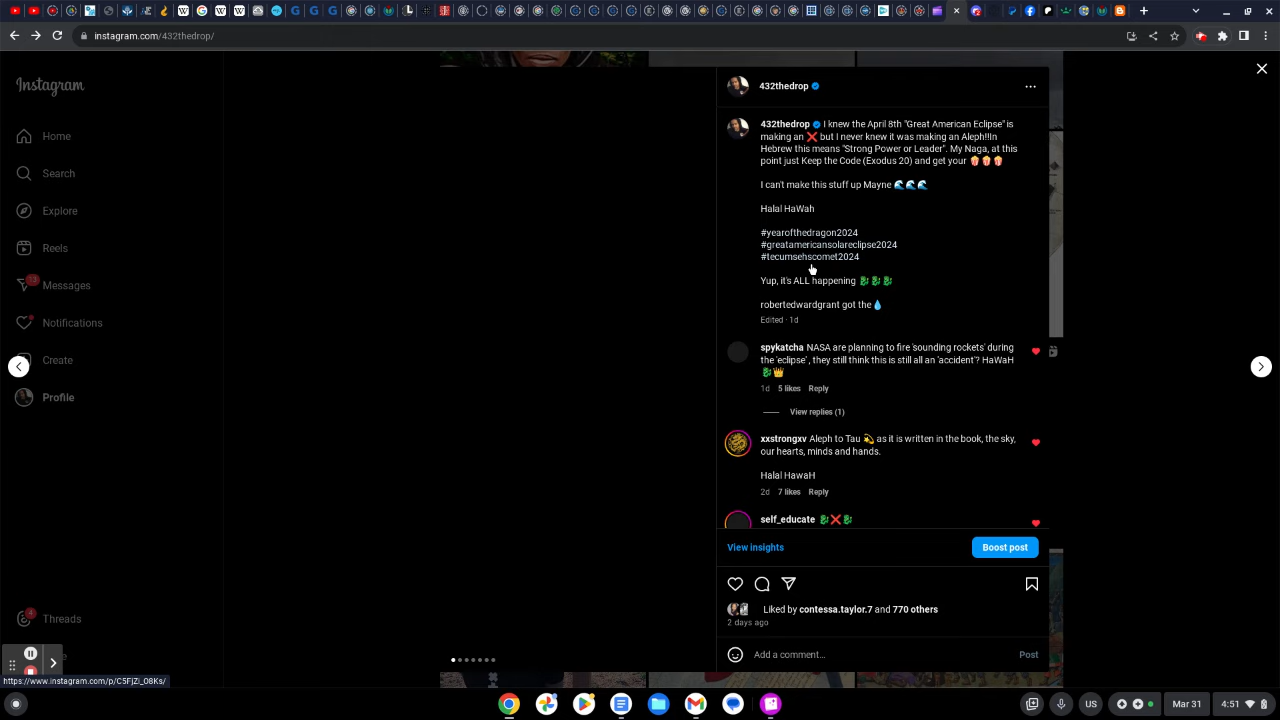 instagram.com/432thedrop/
Instagram
Home
Search
Explore
Reels
13
Messages
Notifications
Create
Profile
4
Threads
432thedrop
432thedrop I knew the April 8th "Great American Eclipse" is
making an ❌ but I never knew it was making an Aleph!!In
Hebrew this means "Strong Power or Leader". My Naga, at this
point just Keep the Code (Exodus 20) and get your 🍿🍿🍿
I can't make this stuff up Mayne 🌊🌊🌊
Halal HaWah
#yearofthedragon2024
#greatamericansolareclipse2024
#tecumsehscomet2024
Yup, it's ALL happening 🐉🐉🐉
robertedwardgrant got the 💧
Edited · 1d
spykatcha NASA are planning to fire 'sounding rockets' during
the 'eclipse' , they still think this is still all an 'accident'? HaWaH
🐉👑
1d 5 likes Reply
View replies (1)
xxstrongxv Aleph to Tau 💫 as it is written in the book, the sky,
our hearts, minds and hands.
Halal HawaH
2d 7 likes Reply
self_educate 🐉❌🐉
View insights
Boost post
Liked by contessa.taylor.7 and 770 others
2 days ago
Add a comment...
Post
https://www.instagram.com/p/C5FJZi_08Ks/
US
Mar 31
4:51